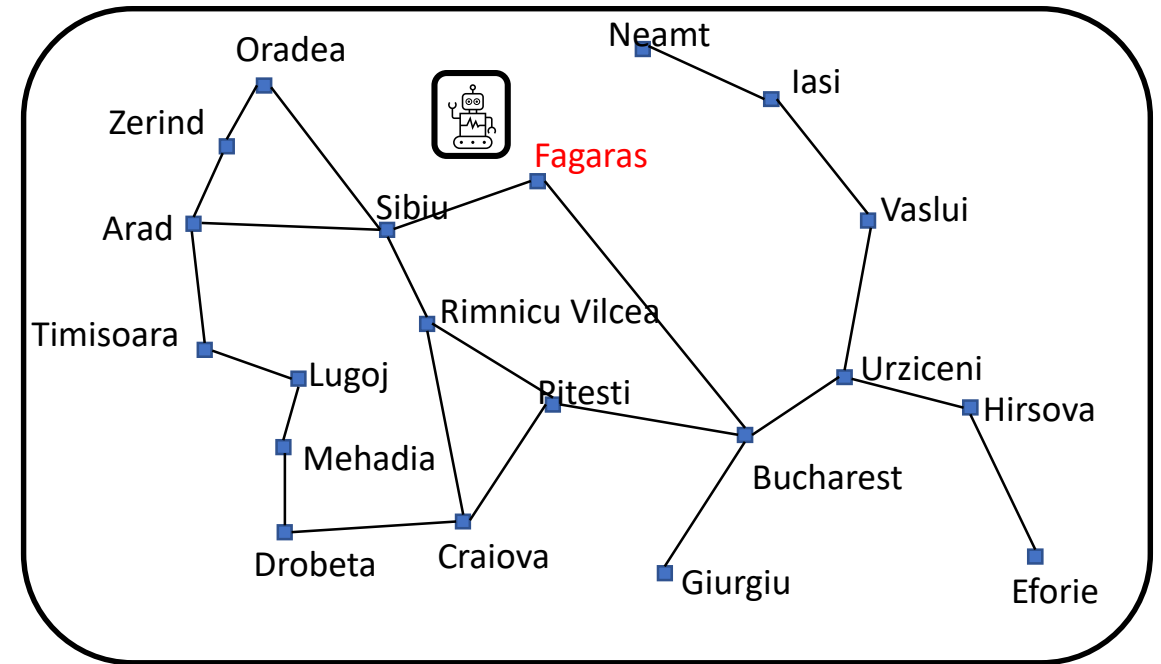 Neamt
Oradea
Iasi
Zerind
Fagaras
Sibiu
Vaslui
Arad
Rimnicu Vilcea
Timisoara
Lugoj
Urziceni
Pitesti
Hirsova
Mehadia
Bucharest
Craiova
Drobeta
Giurgiu
Eforie